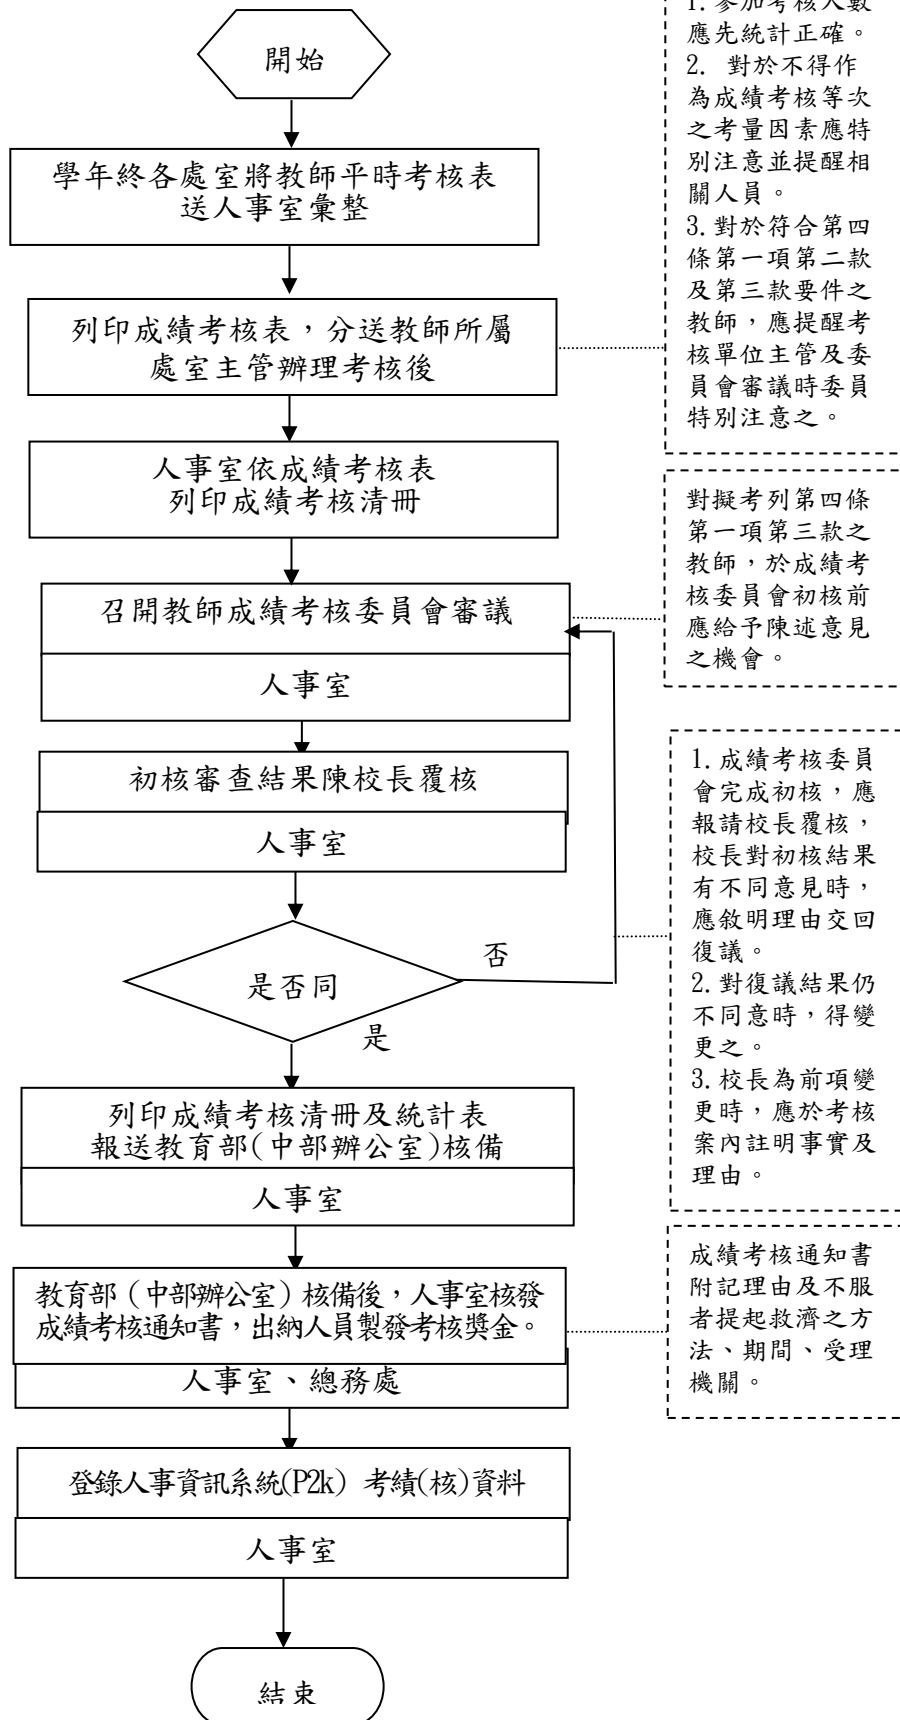 開始
學年終各處室將教師平時考核表
送人事室彙整
列印成績考核表，分送教師所屬
處室主管辦理考核後
1.參加考核人數
應先統計正確。
2. 對於不得作
為成績考核等次
之考量因素應特
別注意並提醒相
關人員。
3.對於符合第四
條第一項第二款
及第三款要件之
教師，應提醒考
核單位主管及委
員會審議時委員
特別注意之。
人事室依成績考核表
列印成績考核清冊
召開教師成績考核委員會審議
人事室
對擬考列第四條
第一項第三款之
教師，於成績考
核委員會初核前
應給予陳述意見
之機會。
初核審查結果陳校長覆核
人事室
是否同
否
是
1.成績考核委員
會完成初核，應
報請校長覆核，
校長對初核結果
有不同意見時，
應敘明理由交回
復議。
2.對復議結果仍
不同意時，得變
更之。
3.校長為前項變
更時，應於考核
案內註明事實及
理由。
列印成績考核清冊及統計表
報送教育部(中部辦公室)核備
人事室
教育部（中部辦公室）核備後，人事室核發
成績考核通知書，出納人員製發考核獎金。
人事室、總務處
成績考核通知書
附記理由及不服
者提起救濟之方
法、期間、受理
機關。
登錄人事資訊系統(P2k) 考績(核)資料
人事室
結束